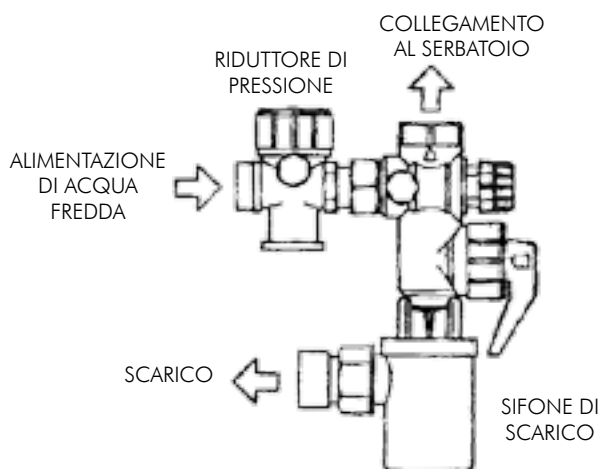 COLLEGAMENTO
AL SERBATOIO
RIDUTTORE DI
PRESSIONE
ALIMENTAZIONE
DI ACQUA
FREDDA
SCARICO
SIFONE DI
SCARICO